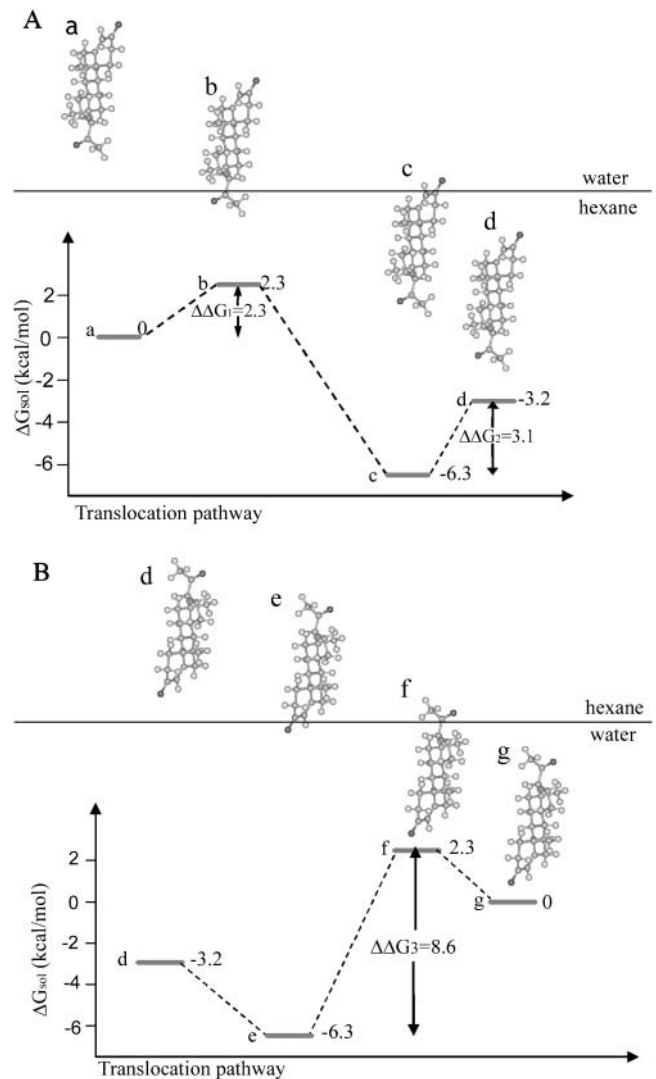 A
a
b
c
d
water
hexane
b 2.3
ΔΔG₁=2.3
a 0
d -3.2
ΔΔG₂=3.1
c -6.3
2
0
-2
-4
-6
ΔGsol (kcal/mol)
Translocation pathway
B
d
e
f
g
hexane
water
f 2.3
g 0
ΔΔG₃=8.6
d -3.2
e -6.3
2
0
-2
-4
-6
ΔGsol (kcal/mol)
Translocation pathway